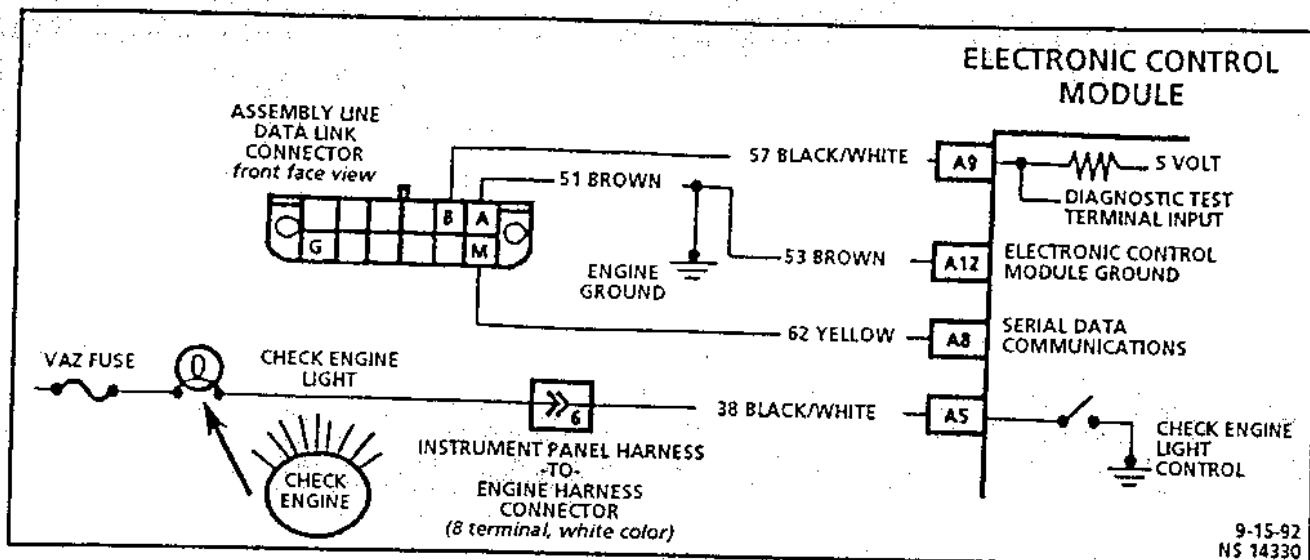 ELECTRONIC CONTROL
MODULE
ASSEMBLY LINE
DATA LINK
CONNECTOR
front face view
57 BLACK/WHITE
A9
5 VOLT
DIAGNOSTIC TEST
TERMINAL INPUT
51 BROWN
B
A
G
M
ENGINE
GROUND
53 BROWN
A12
ELECTRONIC CONTROL
MODULE GROUND
62 YELLOW
A8
SERIAL DATA
COMMUNICATIONS
VAZ FUSE
CHECK ENGINE
LIGHT
6
38 BLACK/WHITE
A5
CHECK ENGINE
LIGHT
CONTROL
INSTRUMENT PANEL HARNESS
-TO-
ENGINE HARNESS
CONNECTOR
(8 terminal, white color)
CHECK
ENGINE
9-15-92
NS 14330